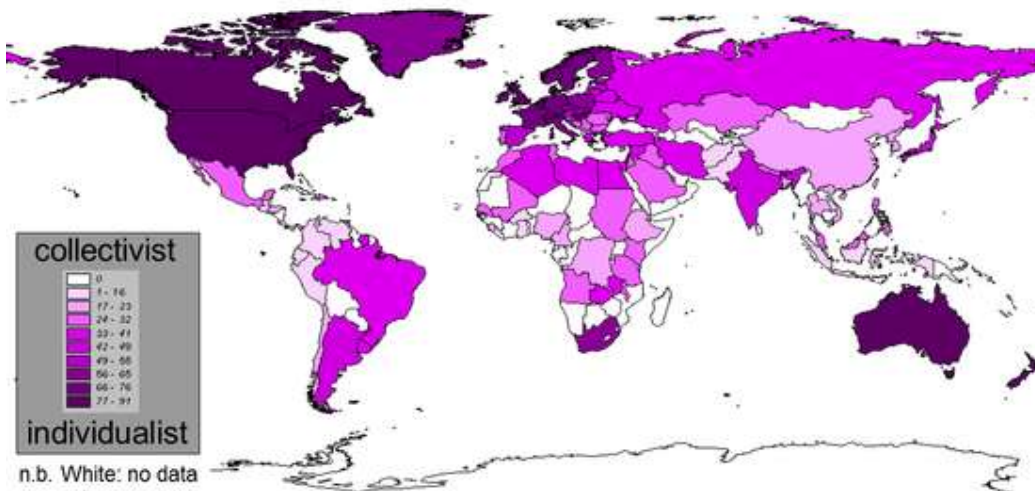 collectivist
0
1 - 16
17 - 23
24 - 32
33 - 41
42 - 48
49 - 55
56 - 65
66 - 76
77 - 91
individualist
n.b. White: no data